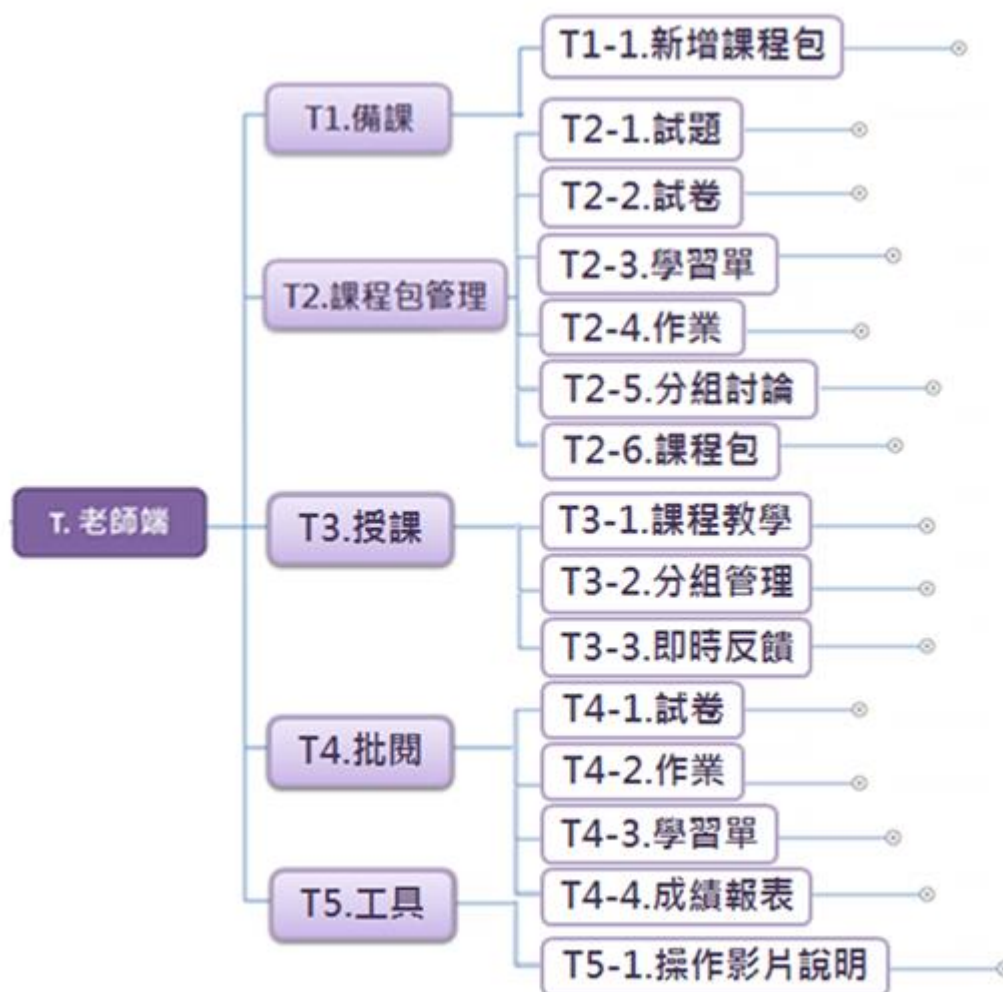 T. 老師端
T1.備課
T1-1.新增課程包
T2.課程包管理
T2-1.試題
T2-2.試卷
T2-3.學習單
T2-4.作業
T2-5.分組討論
T2-6.課程包
T3.授課
T3-1.課程教學
T3-2.分組管理
T3-3.即時反饋
T4.批閱
T4-1.試卷
T4-2.作業
T4-3.學習單
T4-4.成績報表
T5.工具
T5-1.操作影片說明